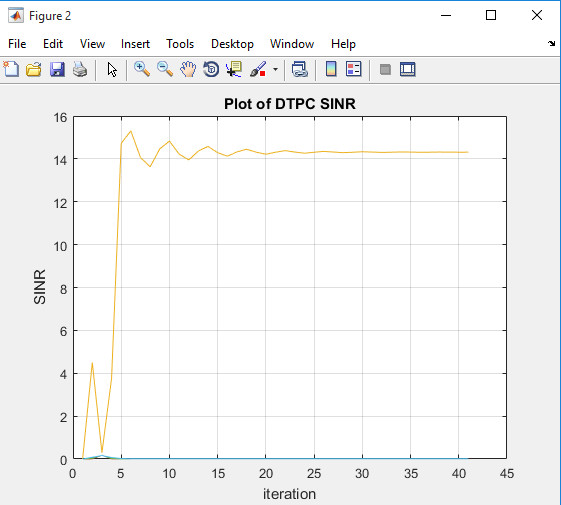 Figure 2
File Edit View Insert Tools Desktop Window Help
Plot of DTPC SINR
16
14
12
10
8
6
4
2
0
SINR
0 5 10 15 20 25 30 35 40 45
iteration